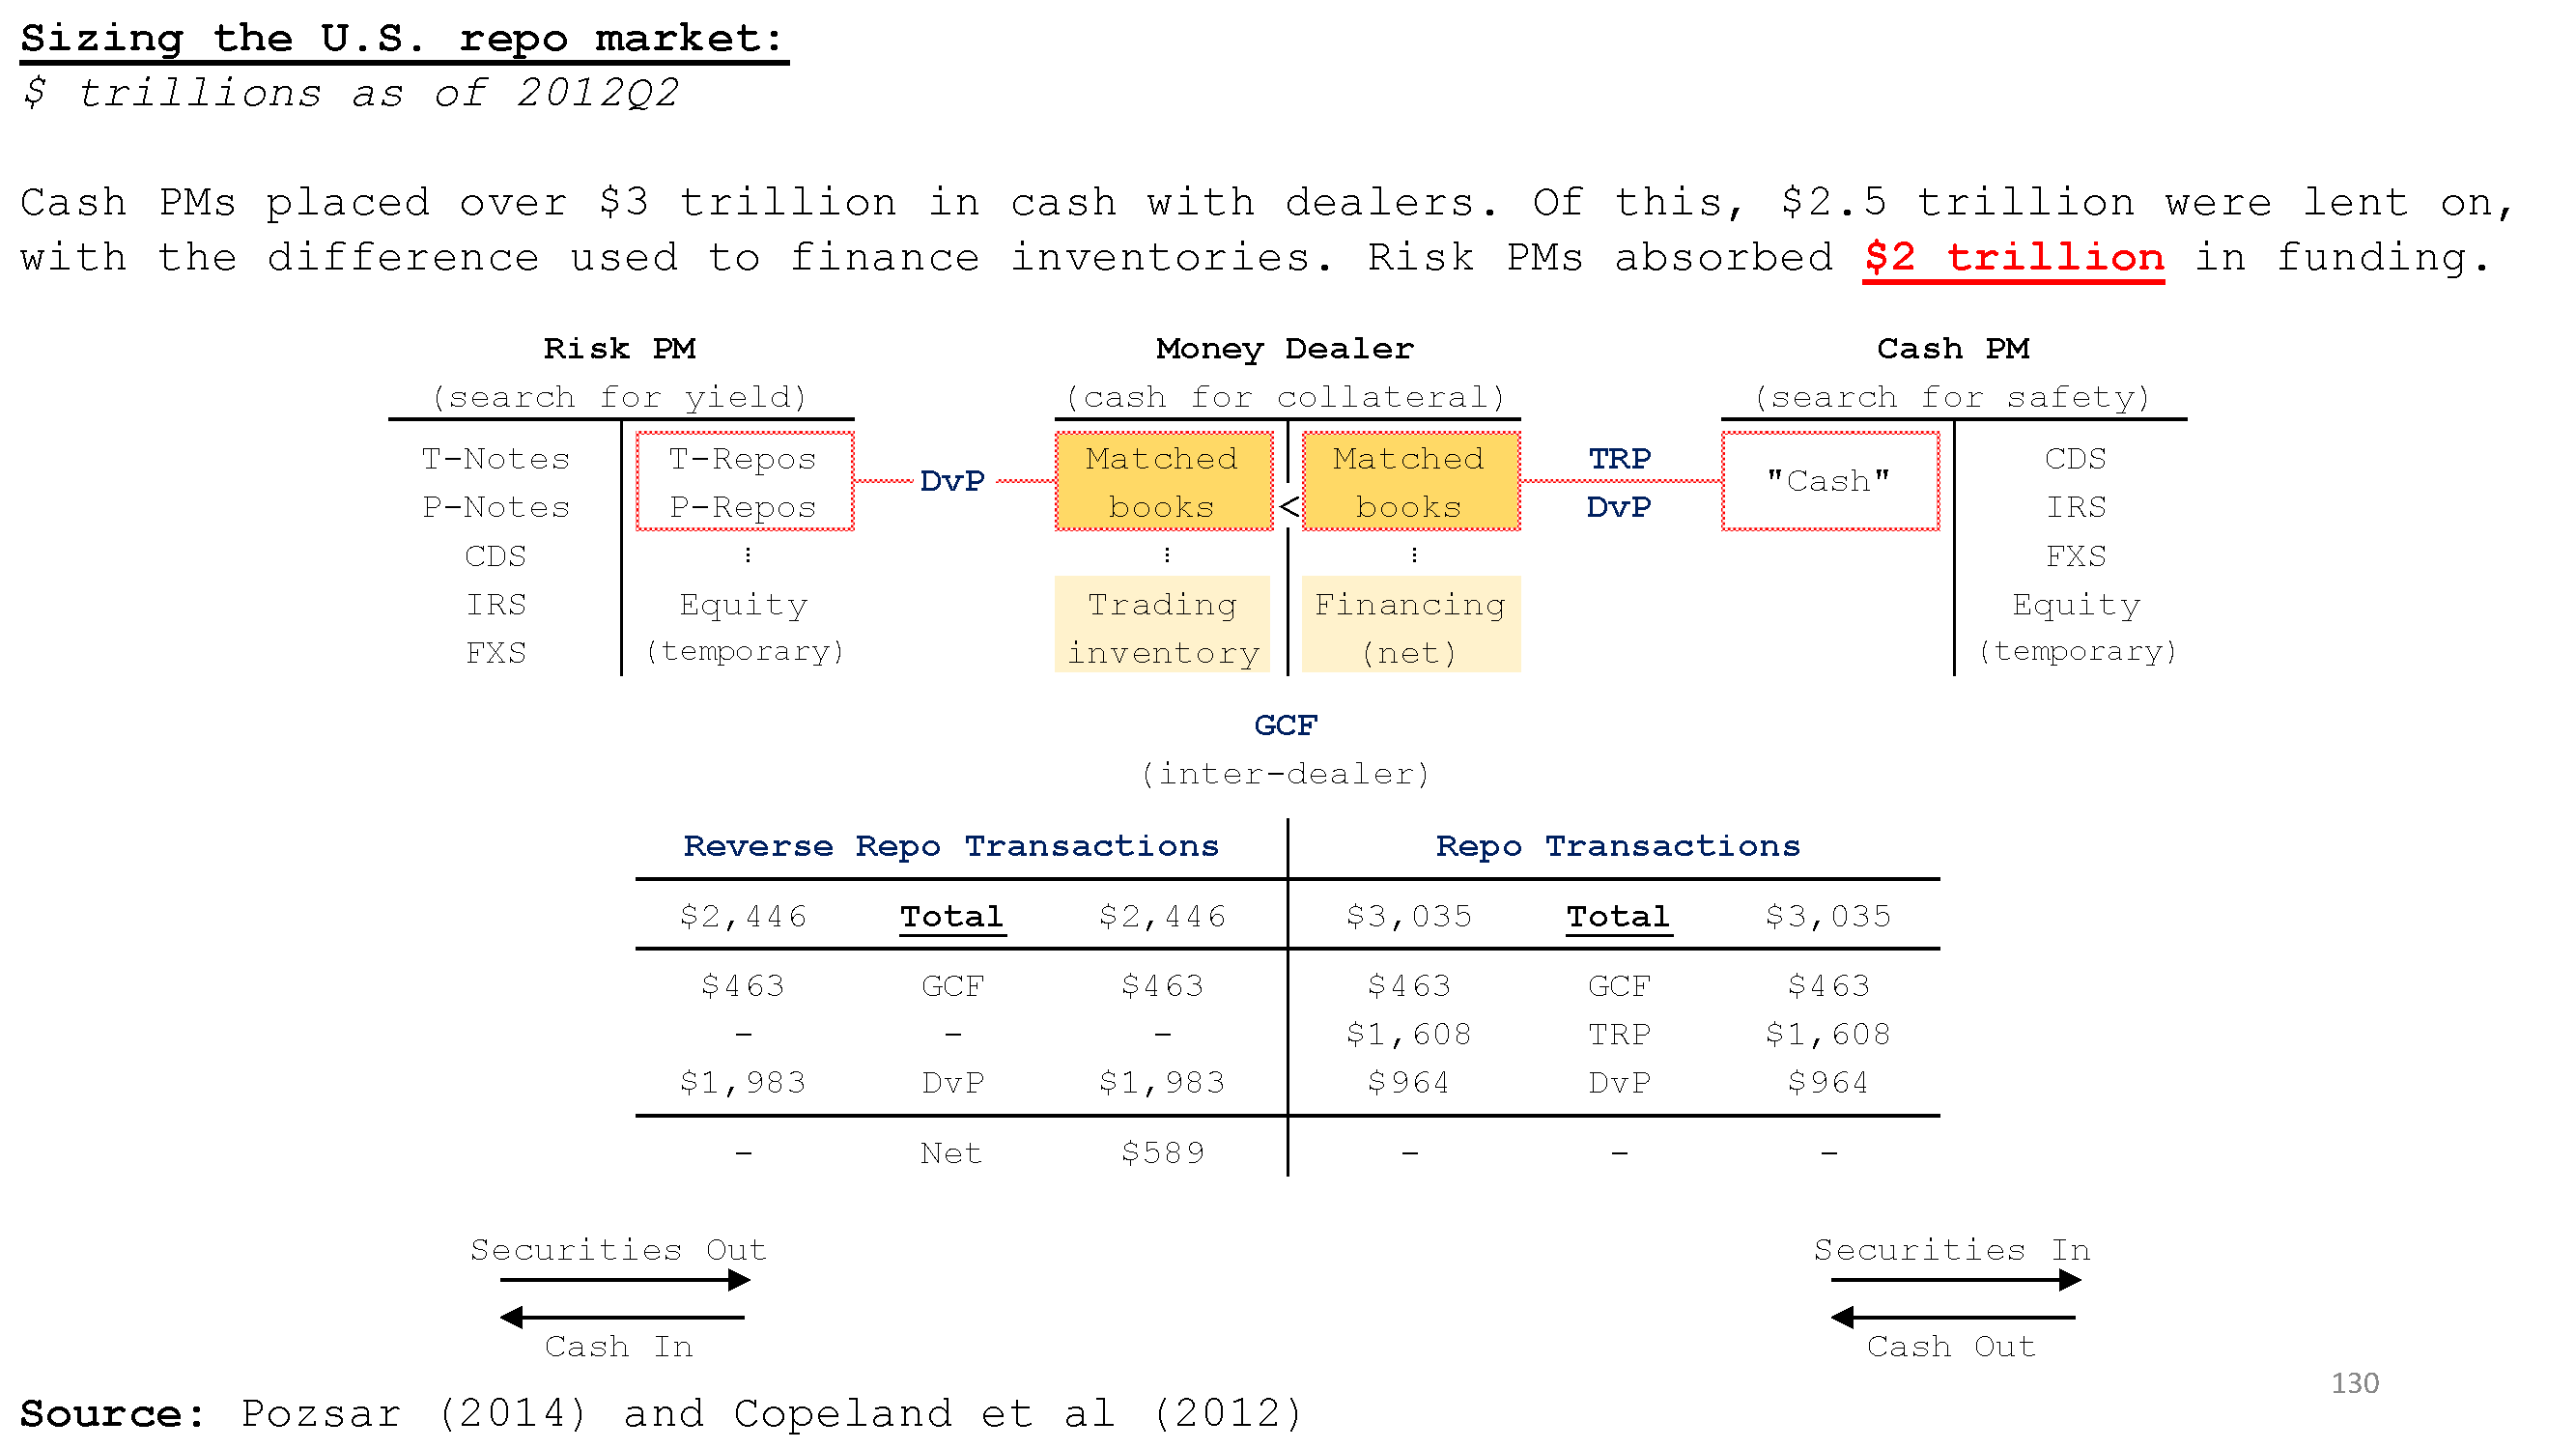 Sizing the U.S. repo market:
$ trillions as of 2012Q2
Cash PMs placed over $3 trillion in cash with dealers. Of this, $2.5 trillion were lent on,
with the difference used to finance inventories. Risk PMs absorbed $2 trillion in funding.
Risk PM Money Dealer Cash PM
(search for yield) (cash for collateral) (search for safety)
T-Notes T-Repos Matched Matched TRP CDS
DvP "Cash"
P-Notes P-Repos books < books DvP IRS
CDS ⋮ ⋮ ⋮ FXS
IRS Equity Trading Financing Equity
FXS (temporary) inventory (net) (temporary)
GCF
(inter-dealer)
Reverse Repo Transactions Repo Transactions
$2,446 Total $2,446 $3,035 Total $3,035
$463 GCF $463 $463 GCF $463
- - - $1,608 TRP $1,608
$1,983 DvP $1,983 $964 DvP $964
- Net $589 - - -
Securities Out Securities In
Cash In Cash Out
130
Source: Pozsar (2014) and Copeland et al (2012)